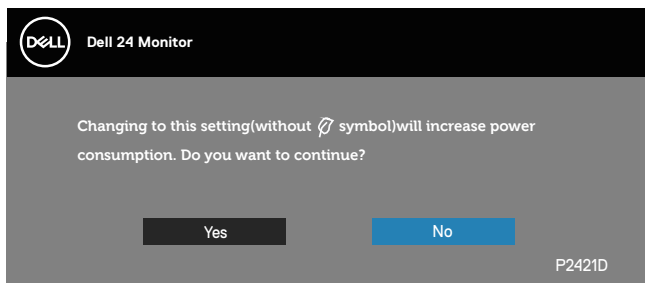 DELL
Dell 24 Monitor
Changing to this setting(without symbol)will increase power
consumption. Do you want to continue?
Yes
No
P2421D